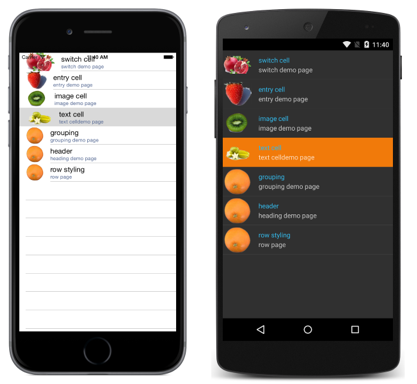 switch cell
switch demo page
entry cell
entry demo page
image cell
image demo page
text cell
text celldemo page
grouping
grouping demo page
header
heading demo page
row styling
row page
11:40
switch cell
switch demo page
entry cell
entry demo page
image cell
image demo page
text cell
text celldemo page
grouping
grouping demo page
header
heading demo page
row styling
row page